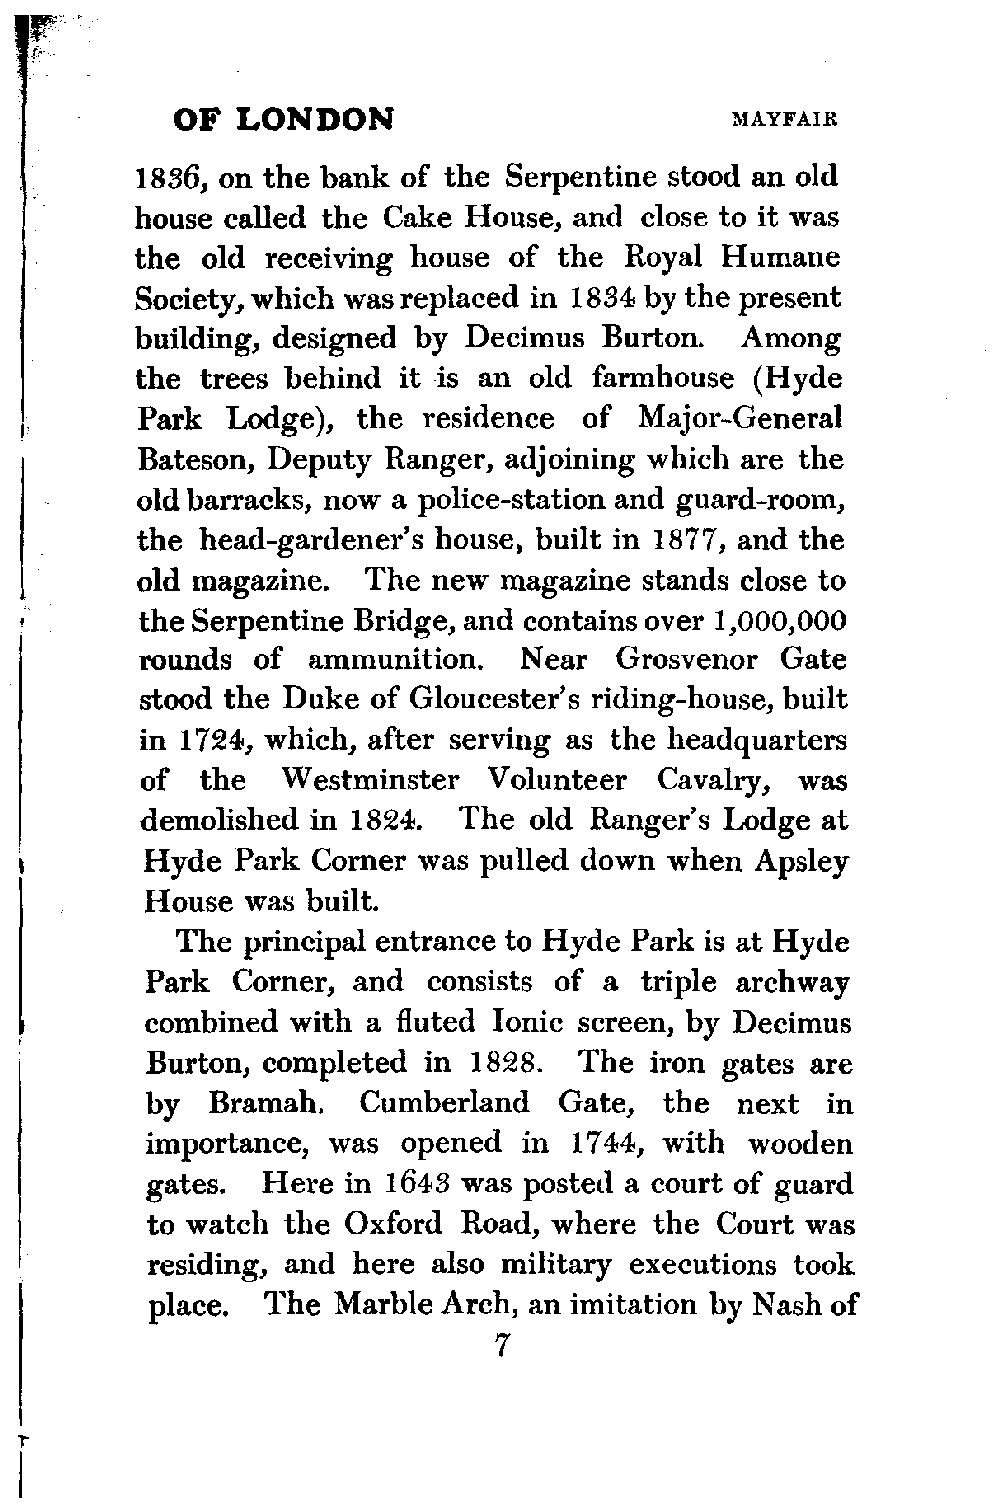 OF LONDON MAYFAIR
1836, on the bank of the Serpentine stood an old
house called the Cake House, and close to it was
the old receiving house of the Royal Humane
Society, which was replaced in 1834 by the present
building, designed by Decimus Burton. Among
the trees behind it is an old farmhouse (Hyde
Park Lodge), the residence of Major-General
Bateson, Deputy Ranger, adjoining which are the
old barracks, now a police-station and guard-room,
the head-gardener's house, built in 1877, and the
old magazine. The new magazine stands close to
the Serpentine Bridge, and contains over 1,000,000
rounds of ammunition. Near Grosvenor Gate
stood the Duke of Gloucester's riding-house, built
in 1724, which, after serving as the headquarters
of the Westminster Volunteer Cavalry, was
demolished in 1824. The old Ranger's Lodge at
Hyde Park Corner was pulled down when Apsley
House was built.
The principal entrance to Hyde Park is at Hyde
Park Corner, and consists of a triple archway
combined with a fluted Ionic screen, by Decimus
Burton, completed in 1828. The iron gates are
by Bramah. Cumberland Gate, the next in
importance, was opened in 1744, with wooden
gates. Here in 1643 was posted a court of guard
to watch the Oxford Road, where the Court was
residing, and here also military executions took
place. The Marble Arch, an imitation by Nash of
7